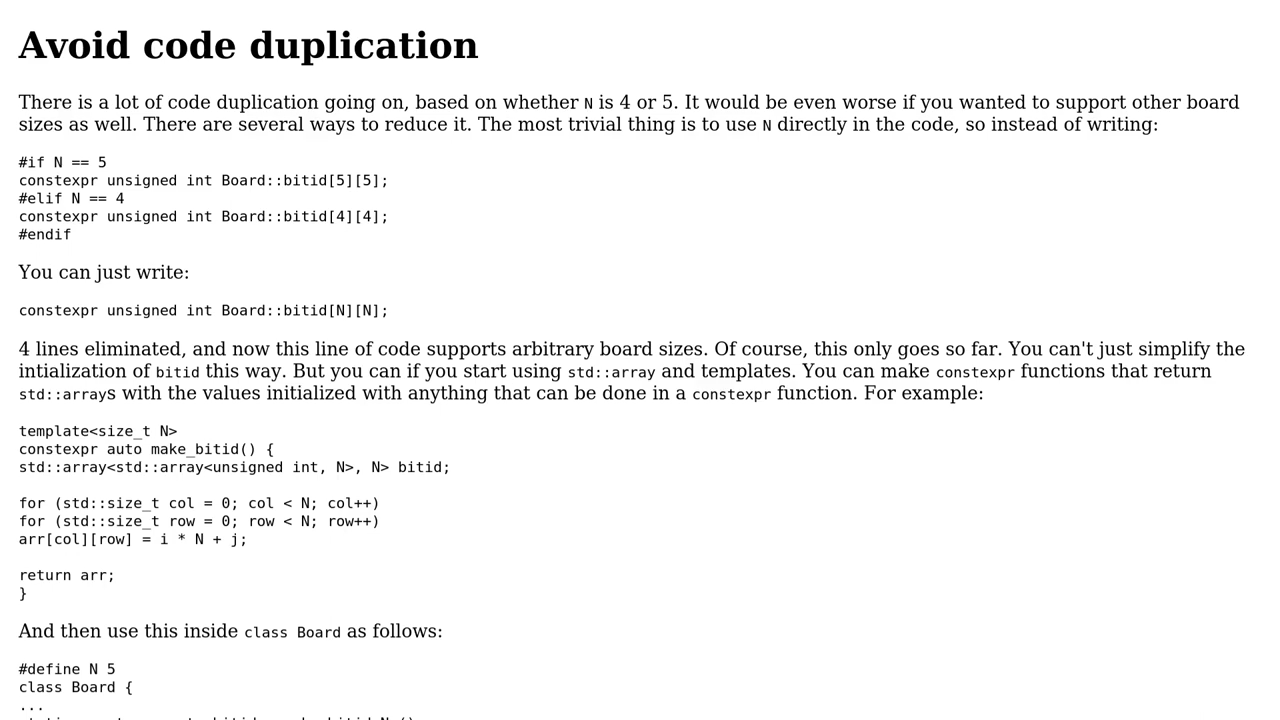 Avoid code duplication
There is a lot of code duplication going on, based on whether N is 4 or 5. It would be even worse if you wanted to support other board
sizes as well. There are several ways to reduce it. The most trivial thing is to use N directly in the code, so instead of writing:
#if N == 5
constexpr unsigned int Board::bitid[5][5];
#elif N == 4
constexpr unsigned int Board::bitid[4][4];
#endif
You can just write:
constexpr unsigned int Board::bitid[N][N];
4 lines eliminated, and now this line of code supports arbitrary board sizes. Of course, this only goes so far. You can't just simplify the
intialization of bitid this way. But you can if you start using std::array and templates. You can make constexpr functions that return
std::arrays with the values initialized with anything that can be done in a constexpr function. For example:
template<size_t N>
constexpr auto make_bitid() {
std::array<std::array<unsigned int, N>, N> bitid;
for (std::size_t col = 0; col < N; col++)
for (std::size_t row = 0; row < N; row++)
arr[col][row] = i * N + j;
return arr;
}
And then use this inside class Board as follows:
#define N 5
class Board {
...